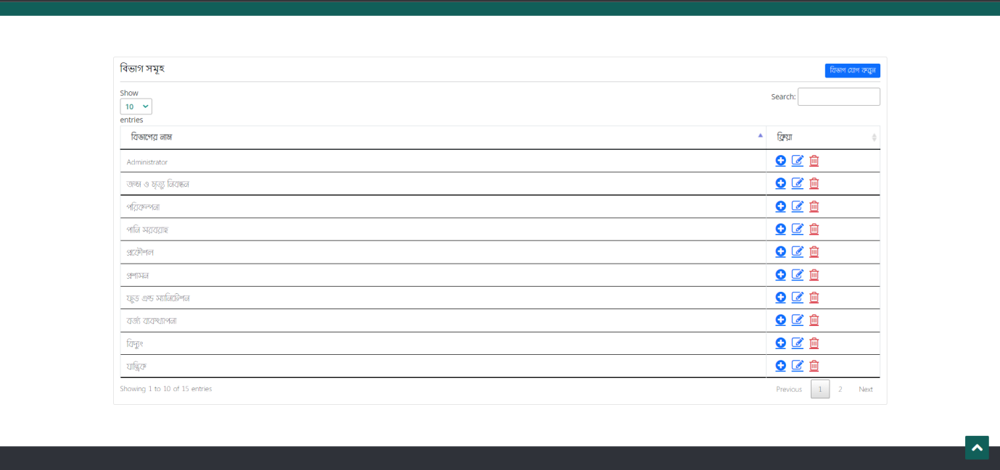 বিভাগ সমূহ
বিভাগ যোগ করুন
Show
10
entries
Search:
বিভাগের নাম
ক্রিয়া
Administrator
জন্ম ও মৃত্যু নিবন্ধন
পরিকল্পনা
পানি সরবরাহ
প্রকৌশল
প্রশাসন
ফুড এন্ড স্যানিটেশন
বর্জ্য ব্যবস্থাপনা
বিদ্যুৎ
যান্ত্রিক
Showing 1 to 10 of 15 entries
Previous 1 2 Next